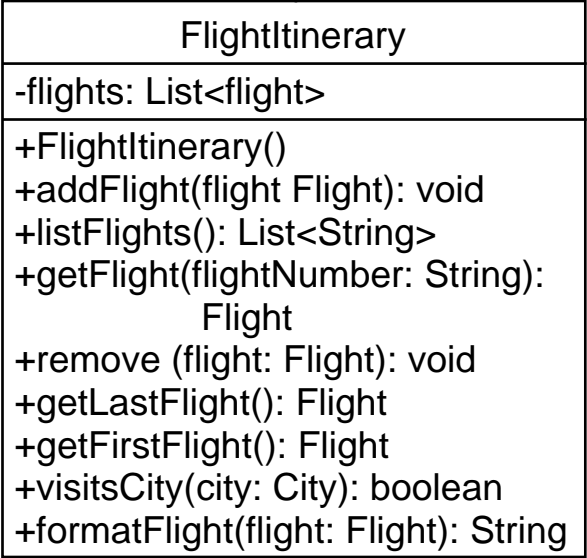 FlightItinerary
-flights: List<flight>
+FlightItinerary()
+addFlight(flight Flight): void
+listFlights(): List<String>
+getFlight(flightNumber: String):
Flight
+remove (flight: Flight): void
+getLastFlight(): Flight
+getFirstFlight(): Flight
+visitsCity(city: City): boolean
+formatFlight(flight: Flight): String